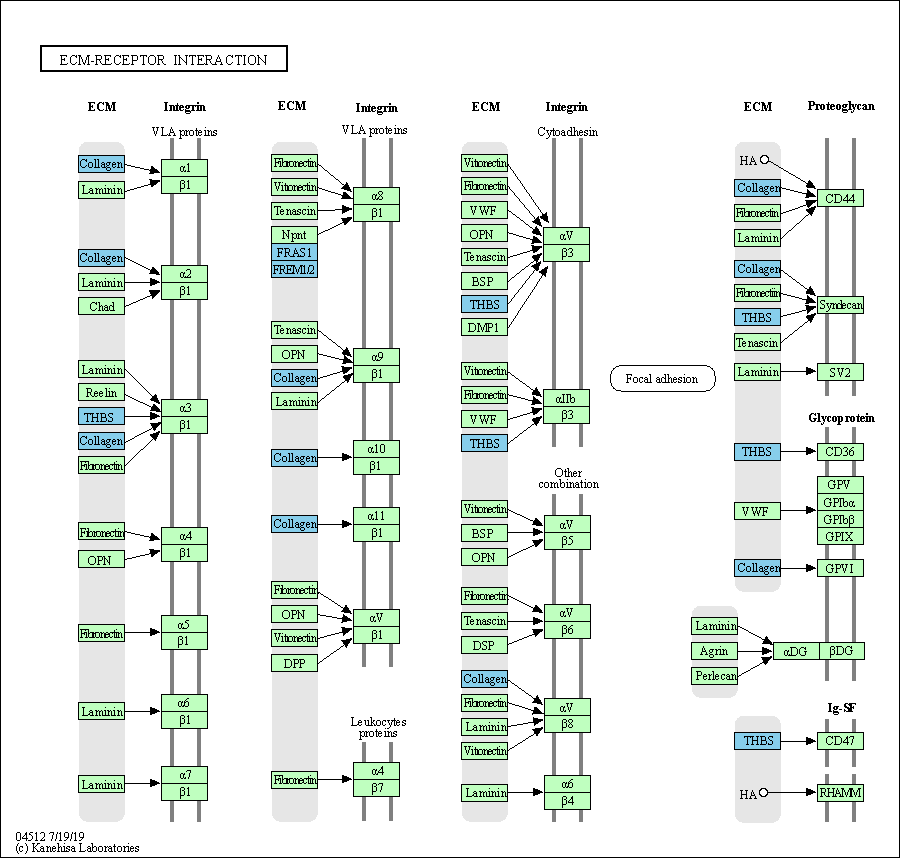 ECM-RECEPTOR INTERACTION
ECM
Integrin
VLA proteins
Collagen
Laminin
α1
β1
Collagen
Laminin
Chad
α2
β1
Laminin
Reelin
THBS
Collagen
Fibronectin
α3
β1
Fibronectin
OPN
α4
β1
Fibronectin
α5
β1
Laminin
α6
β1
Laminin
α7
β1
ECM
Integrin
VLA proteins
Fibronectin
Vitronectin
Tenascin
Npnt
FRAS1
FREM1/2
α8
β1
Tenascin
OPN
Collagen
Laminin
α9
β1
Collagen
α10
β1
Collagen
α11
β1
Fibronectin
OPN
Vitronectin
DPP
αV
β1
Leukocytes
proteins
Fibronectin
α4
β7
ECM
Integrin
Cytoadhesin
Vitronectin
Fibronectin
VWF
OPN
Tenascin
BSP
THBS
DMP1
αV
β3
Vitronectin
Fibronectin
VWF
THBS
αIIb
β3
Other
combination
Vitronectin
BSP
OPN
αV
β5
Fibronectin
Tenascin
DSP
αV
β6
Collagen
Fibronectin
Laminin
Vitronectin
αV
β8
Laminin
α6
β4
Focal adhesion
ECM
Proteoglycan
HA
Collagen
Fibronectin
Laminin
CD44
Collagen
Fibronectin
THBS
Tenascin
Syndecan
Laminin
SV2
Glycoprotein
THBS
CD36
VWF
GPV
GPIbα
GPIbβ
GPIX
Collagen
GPVI
Laminin
Agrin
Perlecan
αDG
βDG
Ig-SF
THBS
CD47
HA
RHAMM
04512 7/19/19
(c) Kanehisa Laboratories